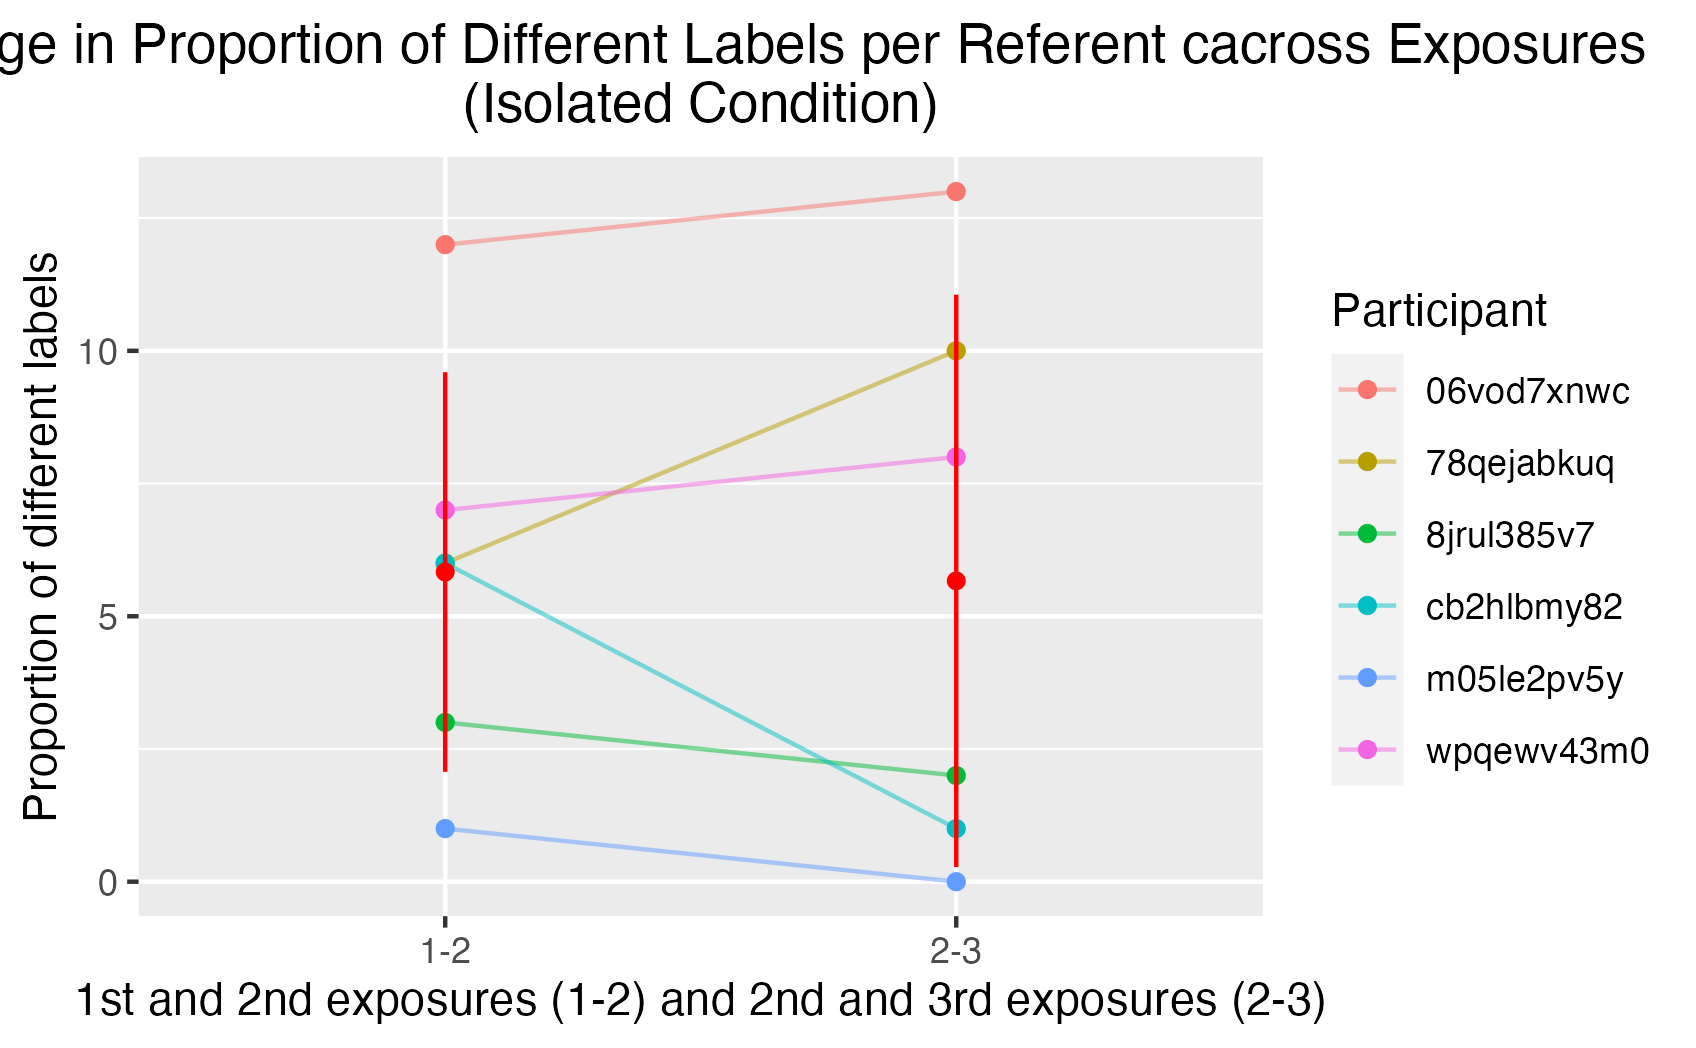 ge in Proportion of Different Labels per Referent cacross Exposures
(Isolated Condition)
Proportion of different labels
10
5
0
1-2
2-3
1st and 2nd exposures (1-2) and 2nd and 3rd exposures (2-3)
Participant
06vod7xnwc
78qejabkuq
8jrul385v7
cb2hlbmy82
m05le2pv5y
wpqewv43m0